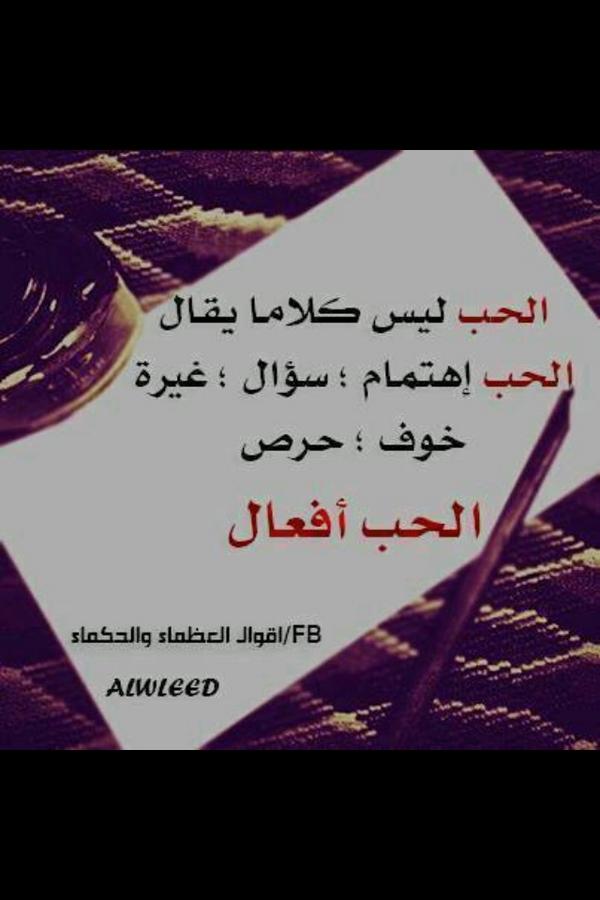 الحب ليس كلاما يقال
الحب إهتمام ؛ سؤال ؛ غيرة
خوف ؛ حرص
الحب أفعال
FB/اقوال العظماء والحكماء
ALWLEED